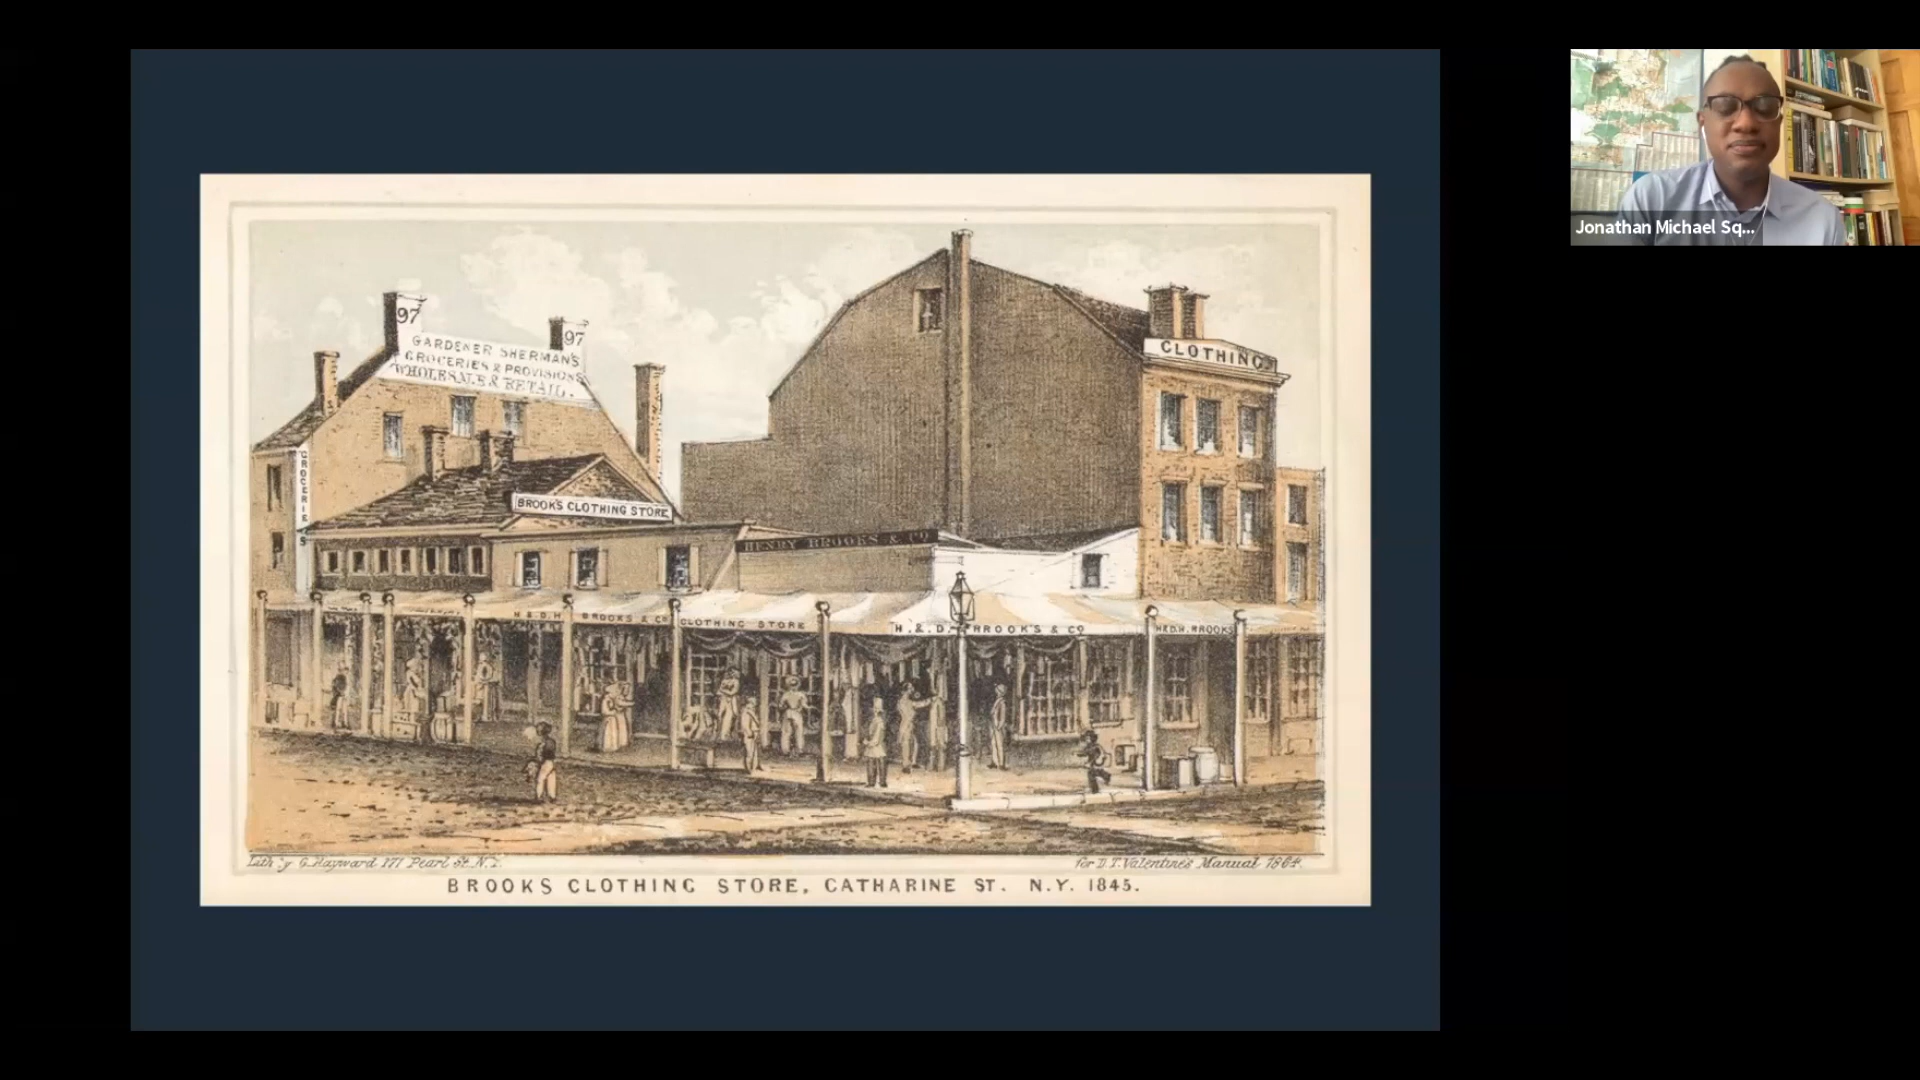 97
97
GARDENER SHERMAN'S
GROCERIES & PROVISIONS
WHOLESALE & RETAIL.
CLOTHING
GROCERIES
BROOKS CLOTHING STORE
HENRY BROOKS & CO
H. & D. H. BROOKS & CO CLOTHING STORE
H. & D. H. BROOKS & CO
H & D. H. BROOKS
Lith by G. Hayward 171 Pearl St. N.Y.
for D.T. Valentine's Manual 1864.
BROOKS CLOTHING STORE, CATHARINE ST. N.Y. 1845.
Jonathan Michael Sq...